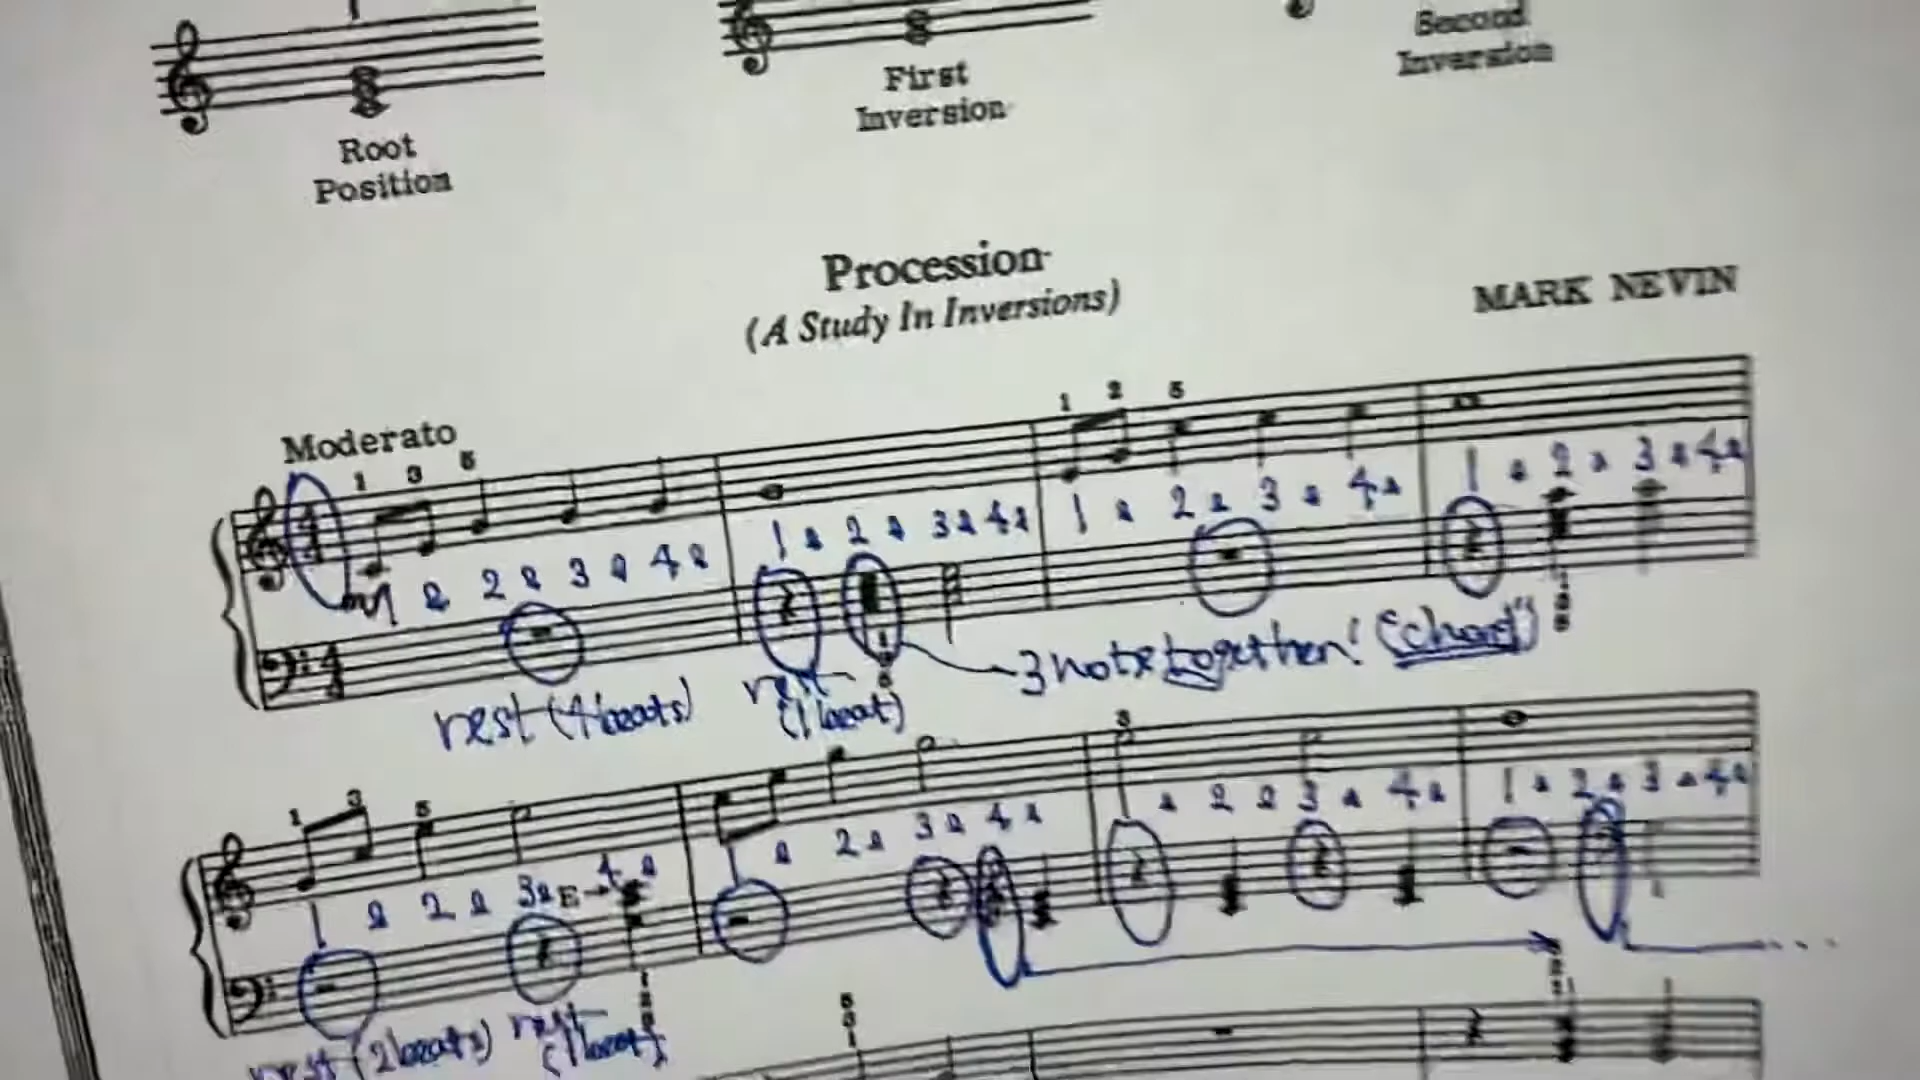 Root
Position
First
Inversion
Second
Inversion
Procession
(A Study In Inversions)
MARK NEVIN
Moderato
1 3 5
1 2 5
1 & 2 & 3 & 4 &
1 & 2 & 3 & 4 &
1 & 2 & 3 & 4 &
& 2 & 3 & 4 &
rest (4 beats)
rest
(1 beat)
3 notes together! "chord"
1 3 5
3
1 & 2 & 3 & E 4 &
& 2 & 3 & 4 &
& 2 & 3 & 4 &
1 & 2 & 3 & 4 &
rest (2 beats)
rest
(1 beat)